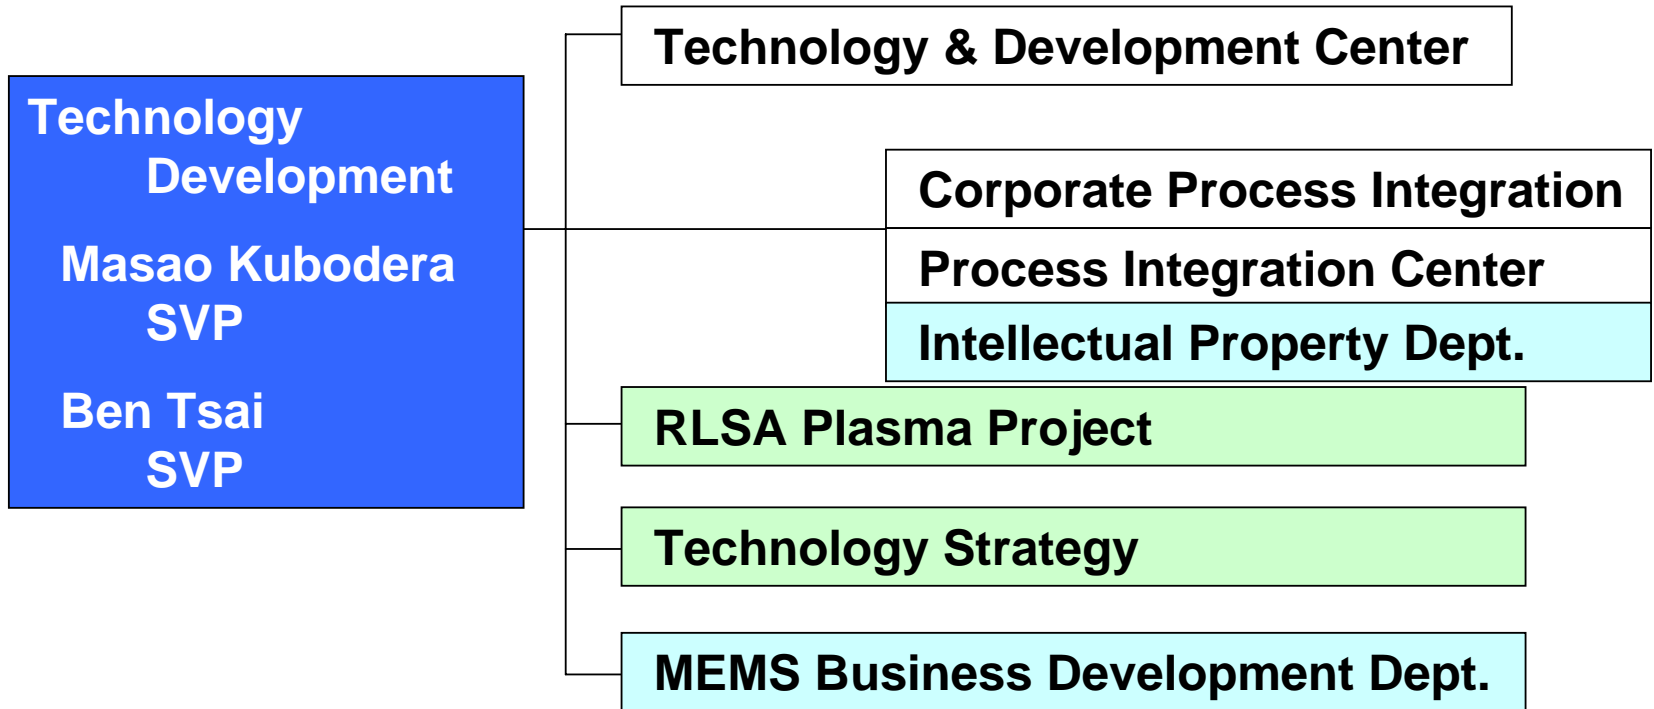 Technology
Development
Masao Kubodera
SVP
Ben Tsai
SVP
Technology & Development Center
Corporate Process Integration
Process Integration Center
Intellectual Property Dept.
RLSA Plasma Project
Technology Strategy
MEMS Business Development Dept.